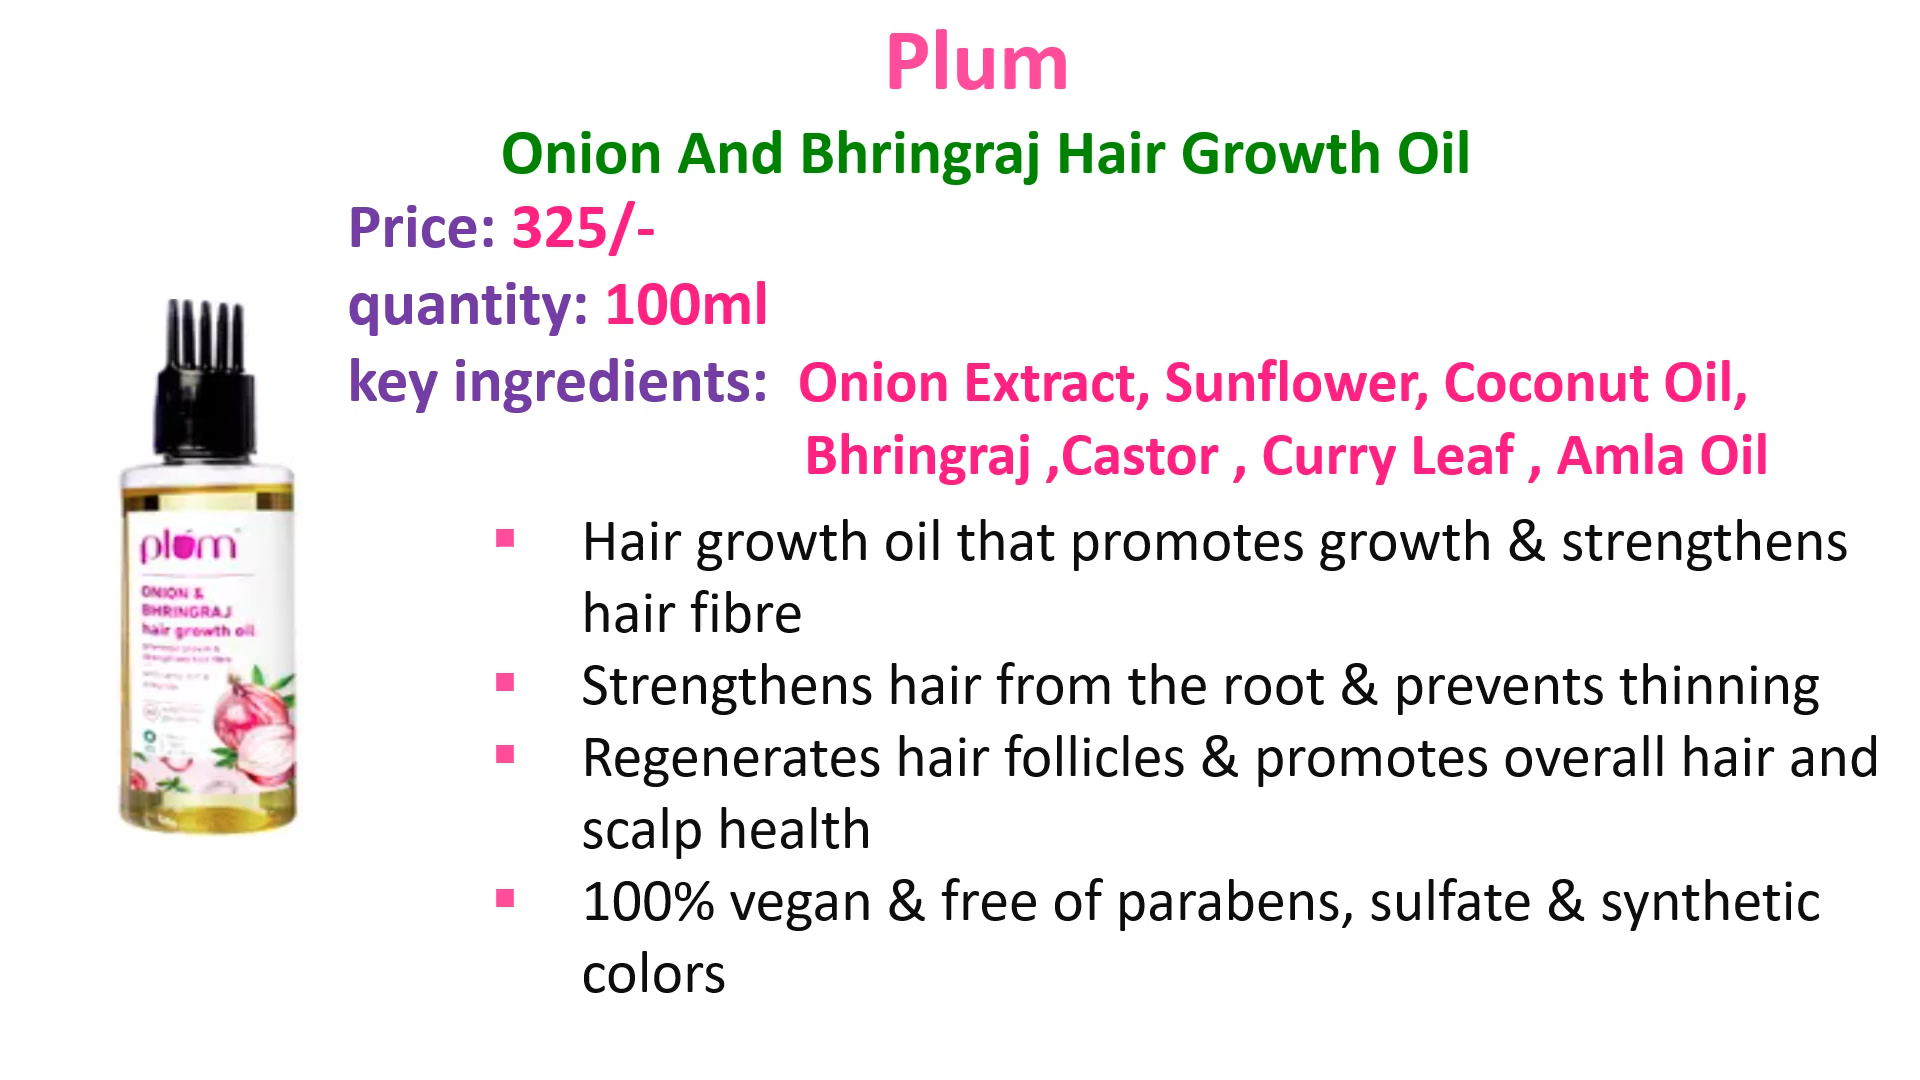 Plum
Onion And Bhringraj Hair Growth Oil
Price: 325/-
quantity: 100ml
key ingredients: Onion Extract, Sunflower, Coconut Oil,
Bhringraj ,Castor , Curry Leaf , Amla Oil
plum
ONION &
BHRINGRAJ
hair growth oil
Hair growth oil that promotes growth & strengthens
hair fibre
Strengthens hair from the root & prevents thinning
Regenerates hair follicles & promotes overall hair and
scalp health
100% vegan & free of parabens, sulfate & synthetic
colors